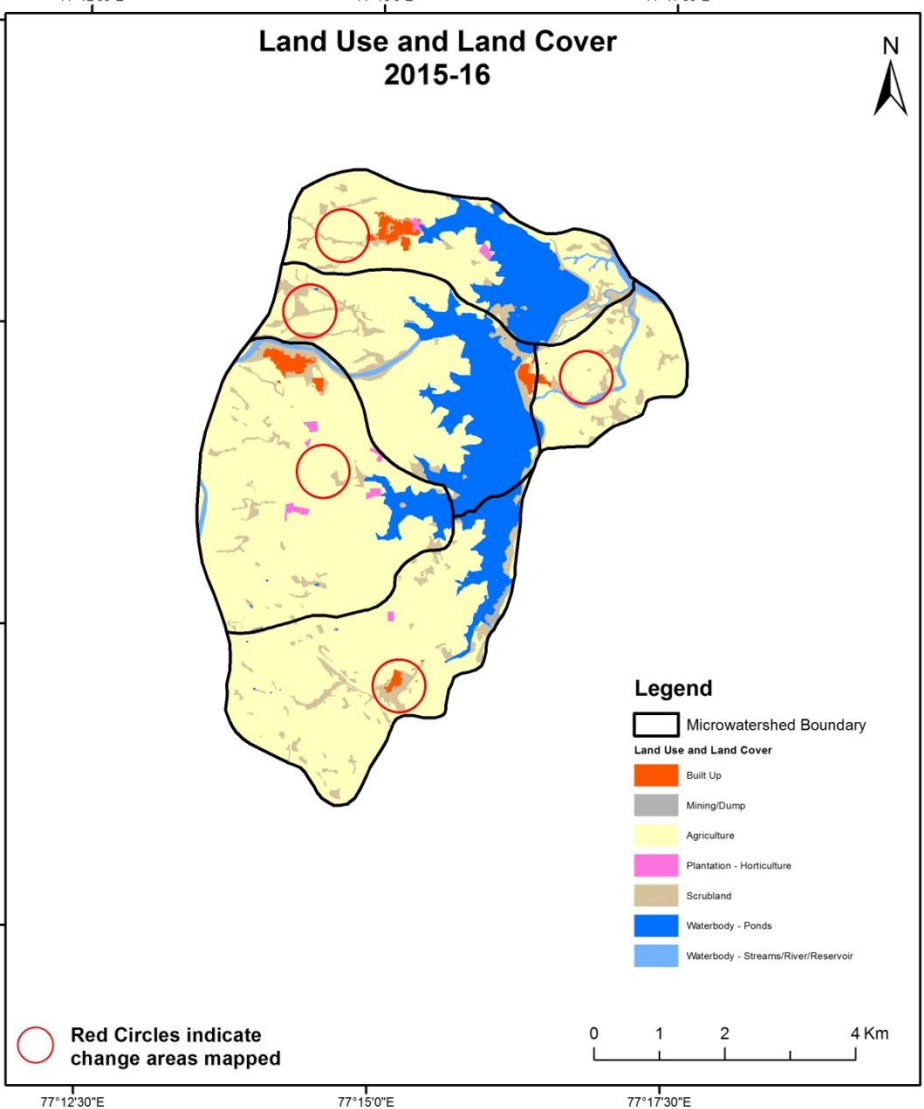 Land Use and Land Cover
2015-16
N
Legend
Microwatershed Boundary
Land Use and Land Cover
Built Up
Mining/Dump
Agriculture
Plantation - Horticulture
Scrubland
Waterbody - Ponds
Waterbody - Streams/River/Reservoir
Red Circles indicate
change areas mapped
0 1 2 4 Km
77°12'30"E 77°15'0"E 77°17'30"E